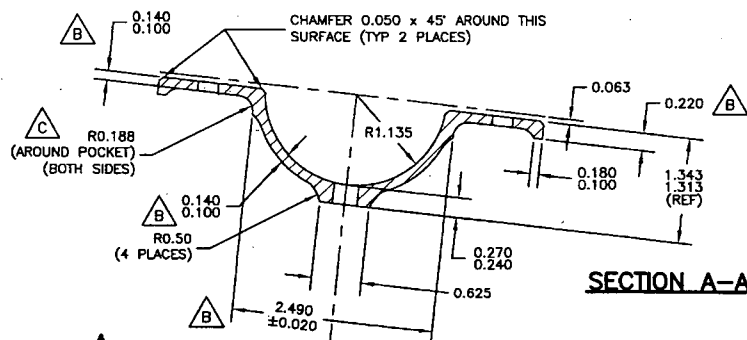 B
0.140
0.100
CHAMFER 0.050 x 45° AROUND THIS
SURFACE (TYP 2 PLACES)
0.063
0.220
B
C
R0.188
(AROUND POCKET)
(BOTH SIDES)
R1.135
0.180
0.100
1.343
1.313
(REF)
B
0.140
0.100
R0.50
(4 PLACES)
0.270
0.240
0.625
SECTION A-A
B
2.490
±0.020